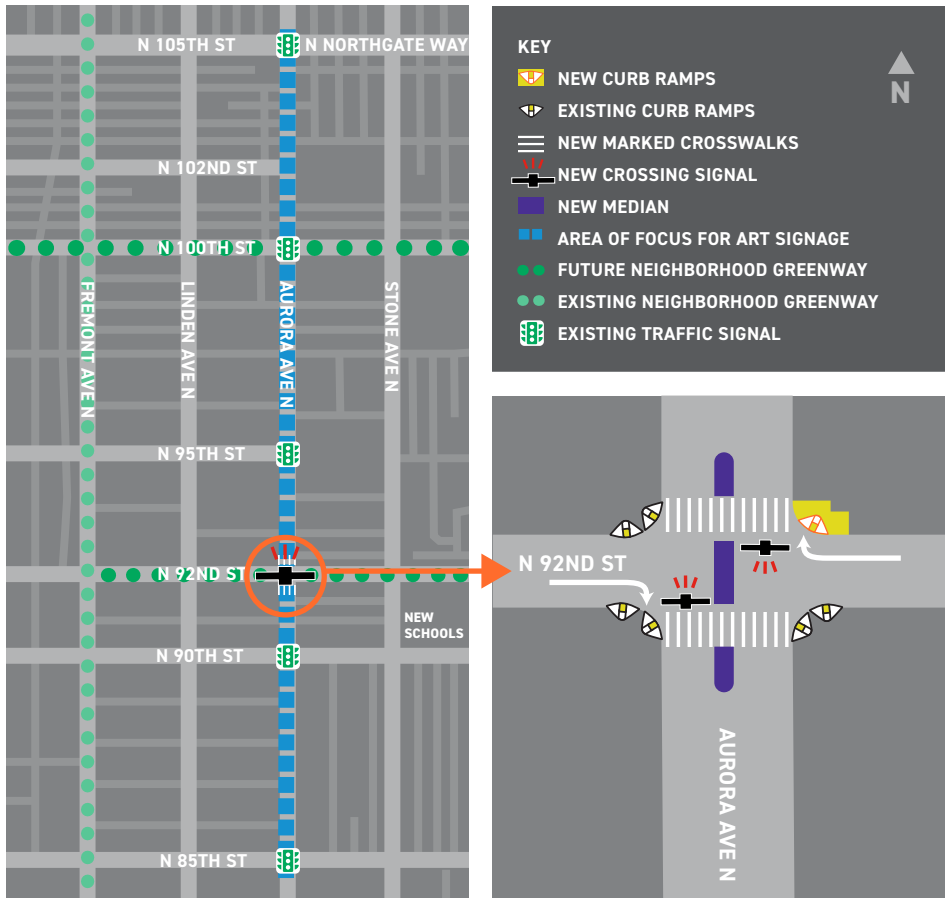 N 105TH ST
N NORTHGATE WAY
N 102ND ST
N 100TH ST
FREMONT AVE N
LINDEN AVE N
AURORA AVE N
STONE AVE N
N 95TH ST
N 92ND ST
NEW
SCHOOLS
N 90TH ST
N 85TH ST
KEY
N
NEW CURB RAMPS
EXISTING CURB RAMPS
NEW MARKED CROSSWALKS
NEW CROSSING SIGNAL
NEW MEDIAN
AREA OF FOCUS FOR ART SIGNAGE
FUTURE NEIGHBORHOOD GREENWAY
EXISTING NEIGHBORHOOD GREENWAY
EXISTING TRAFFIC SIGNAL
N 92ND ST
AURORA AVE N